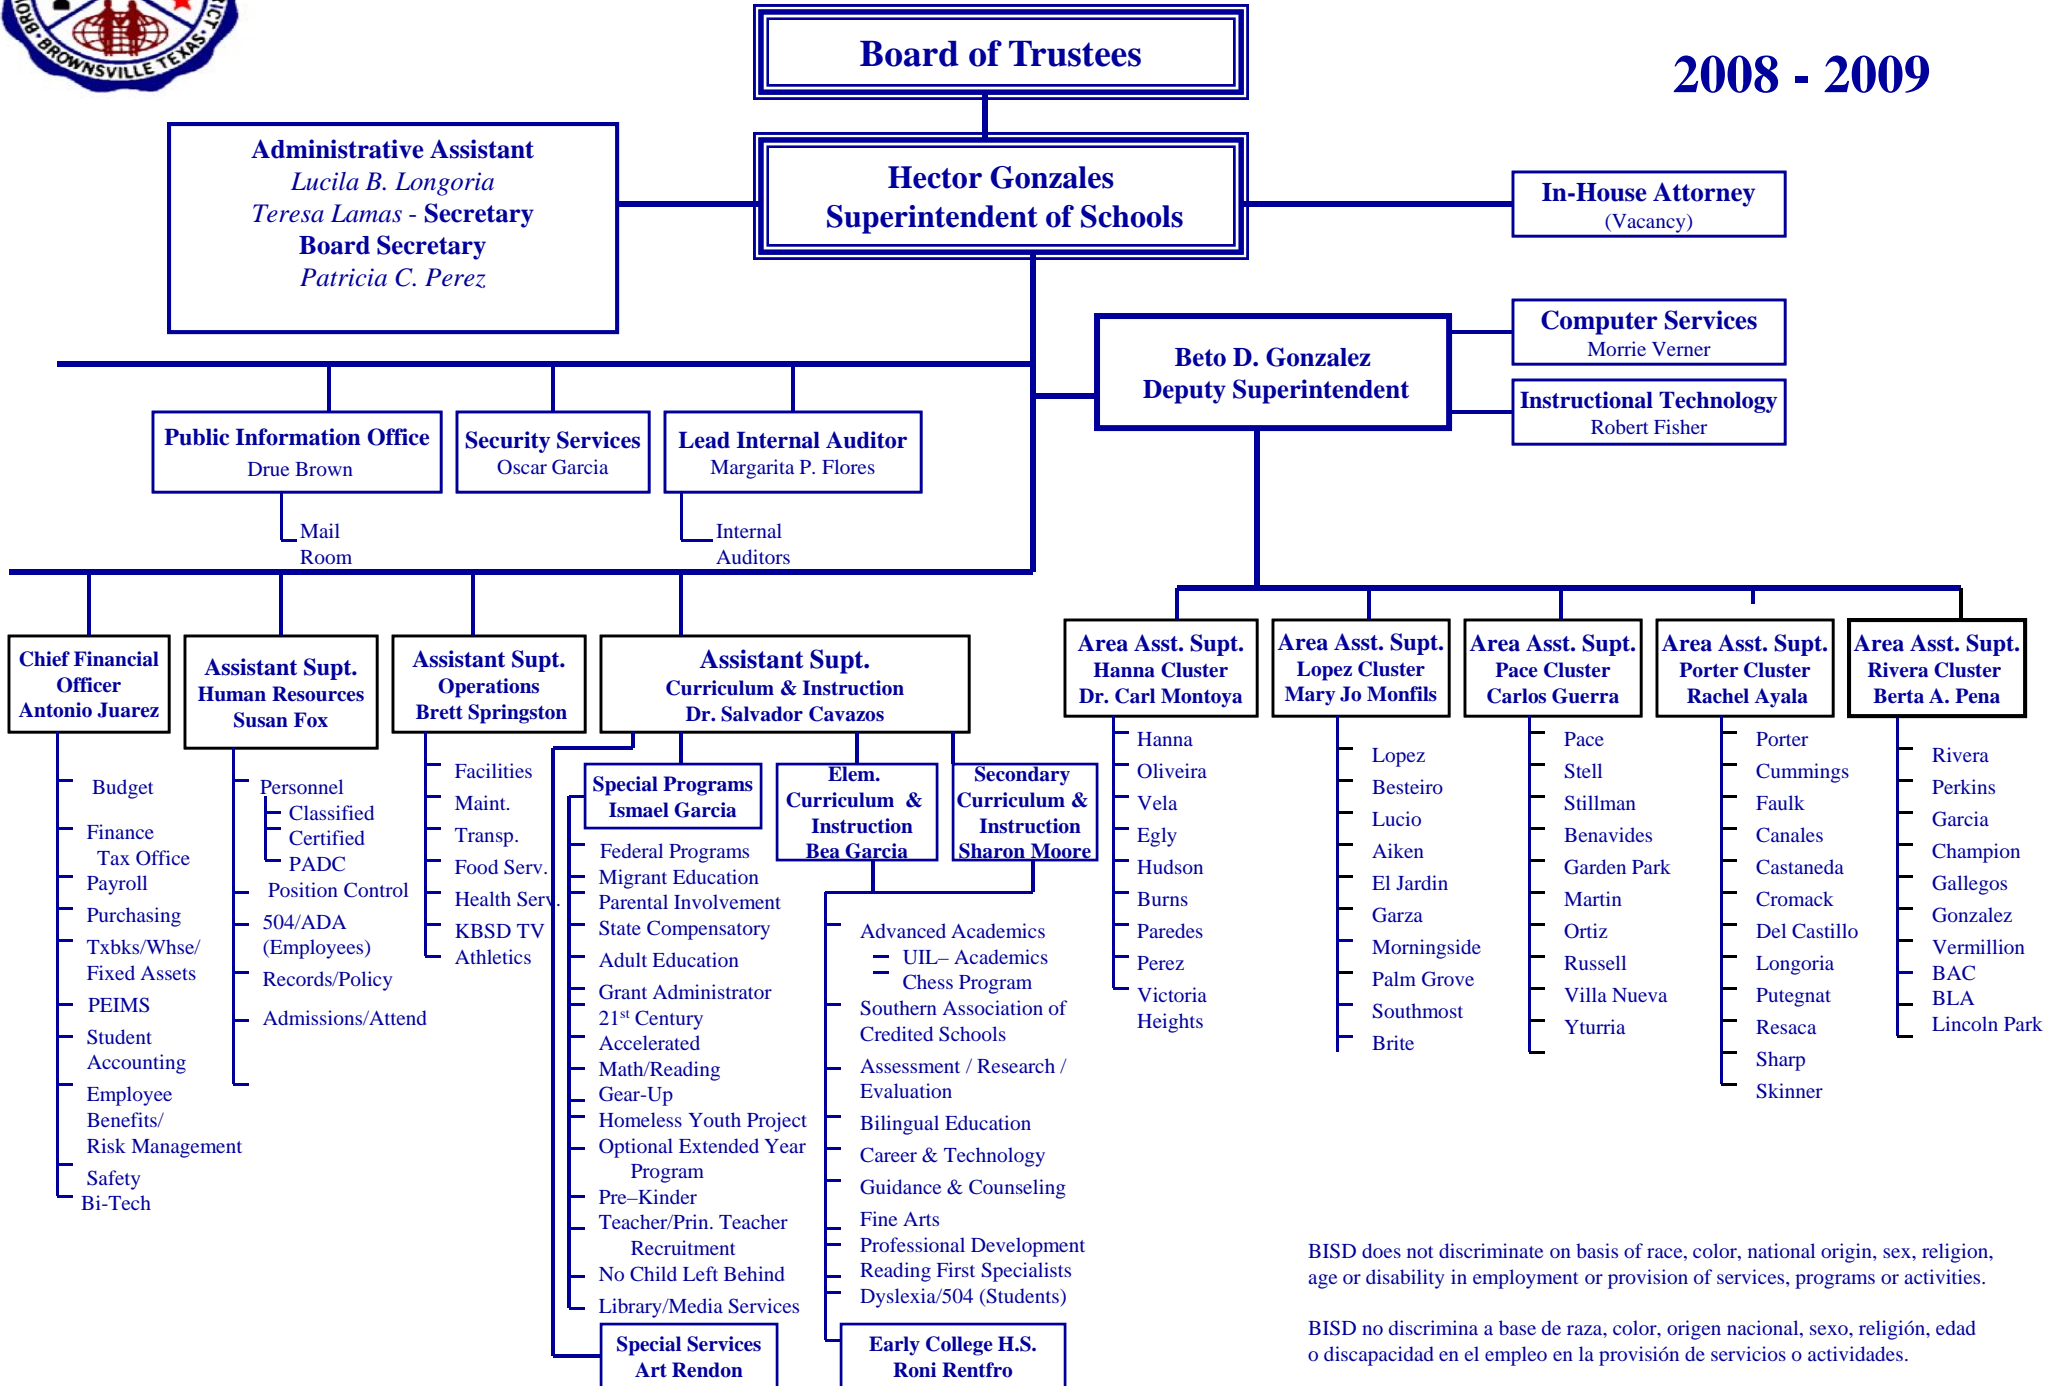 BROWNSVILLE TEXAS
Board of Trustees
2008 - 2009
Administrative Assistant
Lucila B. Longoria
Teresa Lamas - Secretary
Board Secretary
Patricia C. Perez
Hector Gonzales
Superintendent of Schools
In-House Attorney
(Vacancy)
Beto D. Gonzalez
Deputy Superintendent
Computer Services
Morrie Verner
Instructional Technology
Robert Fisher
Public Information Office
Drue Brown
Mail
Room
Security Services
Oscar Garcia
Lead Internal Auditor
Margarita P. Flores
Internal
Auditors
Chief Financial
Officer
Antonio Juarez
Budget
Finance
Tax Office
Payroll
Purchasing
Txbks/Whse/
Fixed Assets
PEIMS
Student
Accounting
Employee
Benefits/
Risk Management
Safety
Bi-Tech
Assistant Supt.
Human Resources
Susan Fox
Personnel
Classified
Certified
PADC
Position Control
504/ADA
(Employees)
Records/Policy
Admissions/Attend
Assistant Supt.
Operations
Brett Springston
Facilities
Maint.
Transp.
Food Serv.
Health Serv.
KBSD TV
Athletics
Assistant Supt.
Curriculum & Instruction
Dr. Salvador Cavazos
Special Programs
Ismael Garcia
Federal Programs
Migrant Education
Parental Involvement
State Compensatory
Adult Education
Grant Administrator
21st Century
Accelerated
Math/Reading
Gear-Up
Homeless Youth Project
Optional Extended Year
Program
Pre–Kinder
Teacher/Prin. Teacher
Recruitment
No Child Left Behind
Library/Media Services
Special Services
Art Rendon
Elem.
Curriculum &
Instruction
Bea Garcia
Secondary
Curriculum &
Instruction
Sharon Moore
Advanced Academics
UIL– Academics
Chess Program
Southern Association of
Credited Schools
Assessment / Research /
Evaluation
Bilingual Education
Career & Technology
Guidance & Counseling
Fine Arts
Professional Development
Reading First Specialists
Dyslexia/504 (Students)
Early College H.S.
Roni Rentfro
Area Asst. Supt.
Hanna Cluster
Dr. Carl Montoya
Hanna
Oliveira
Vela
Egly
Hudson
Burns
Paredes
Perez
Victoria
Heights
Area Asst. Supt.
Lopez Cluster
Mary Jo Monfils
Lopez
Besteiro
Lucio
Aiken
El Jardin
Garza
Morningside
Palm Grove
Southmost
Brite
Area Asst. Supt.
Pace Cluster
Carlos Guerra
Pace
Stell
Stillman
Benavides
Garden Park
Martin
Ortiz
Russell
Villa Nueva
Yturria
Area Asst. Supt.
Porter Cluster
Rachel Ayala
Porter
Cummings
Faulk
Canales
Castaneda
Cromack
Del Castillo
Longoria
Putegnat
Resaca
Sharp
Skinner
Area Asst. Supt.
Rivera Cluster
Berta A. Pena
Rivera
Perkins
Garcia
Champion
Gallegos
Gonzalez
Vermillion
BAC
BLA
Lincoln Park
BISD does not discriminate on basis of race, color, national origin, sex, religion,
age or disability in employment or provision of services, programs or activities.
BISD no discrimina a base de raza, color, origen nacional, sexo, religión, edad
o discapacidad en el empleo en la provisión de servicios o actividades.